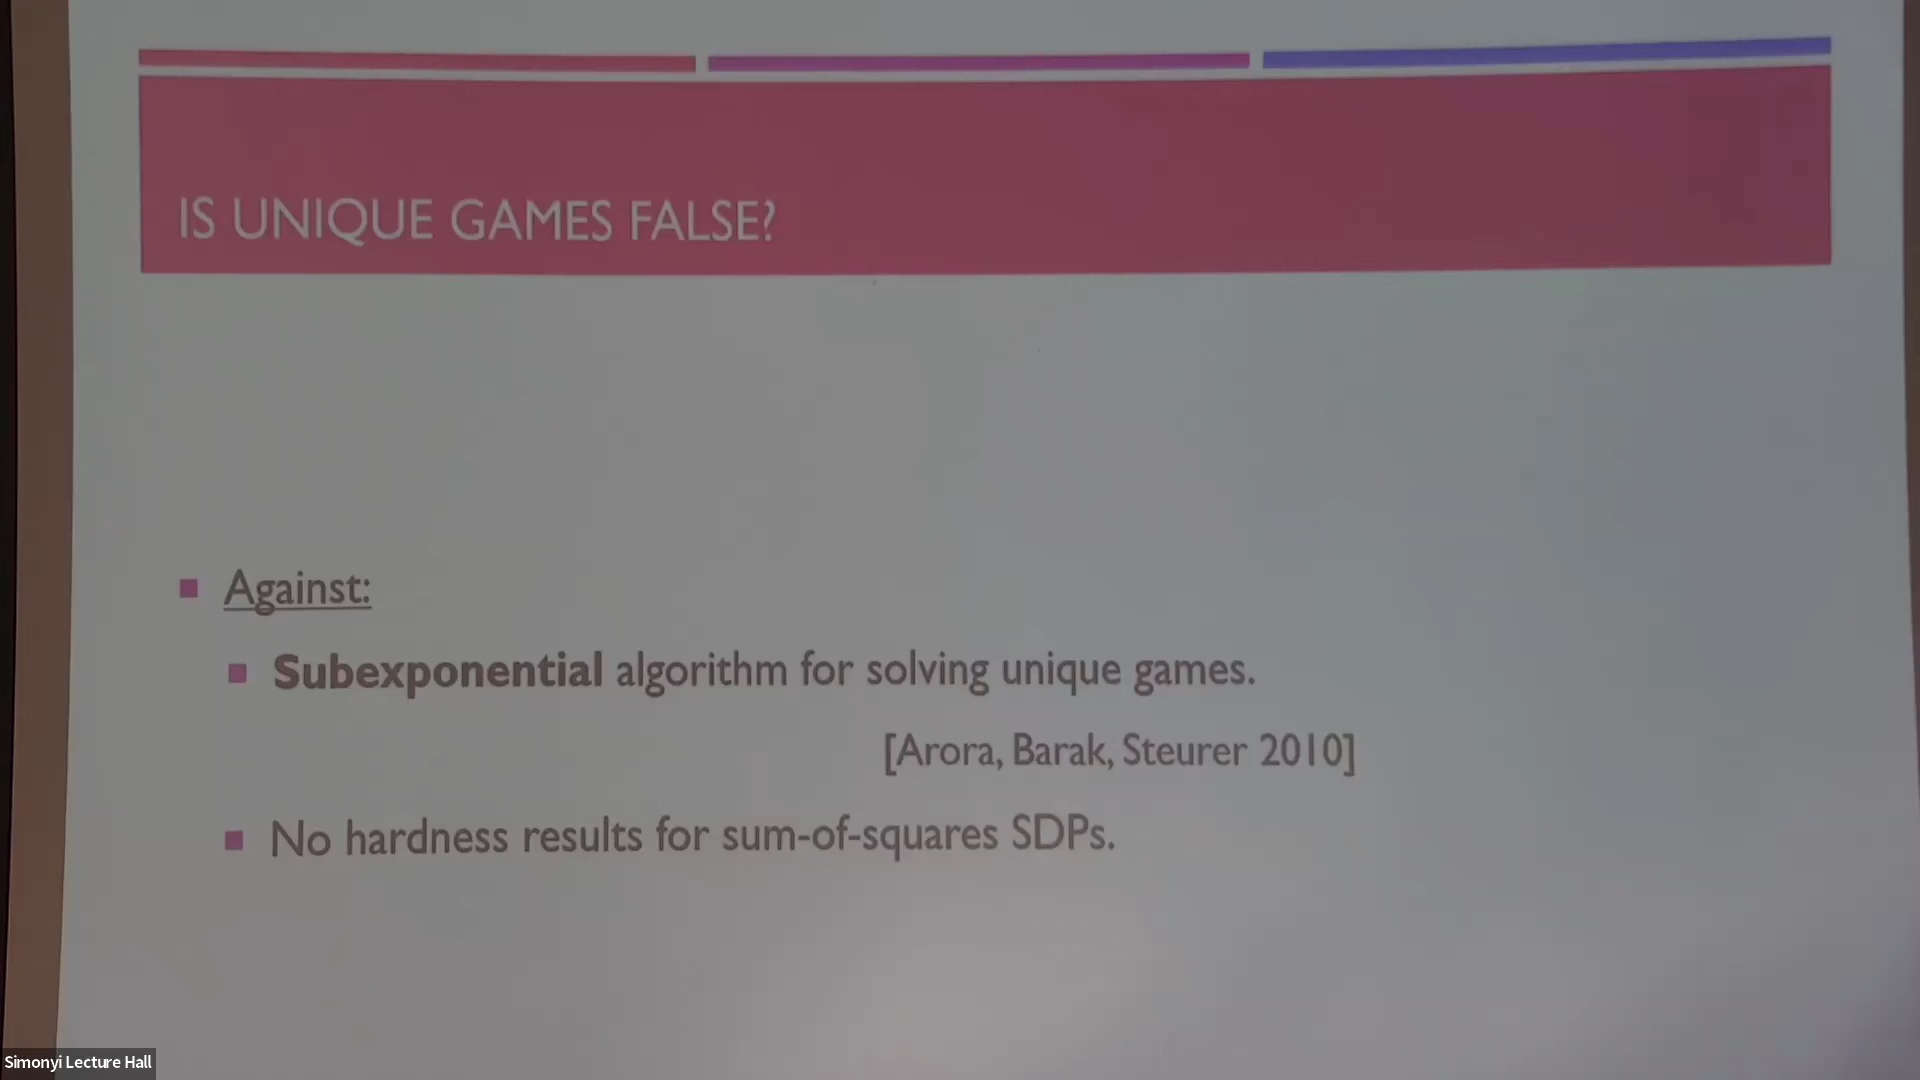 IS UNIQUE GAMES FALSE?
Against:
Subexponential algorithm for solving unique games.
[Arora, Barak, Steurer 2010]
No hardness results for sum-of-squares SDPs.
Simonyi Lecture Hall